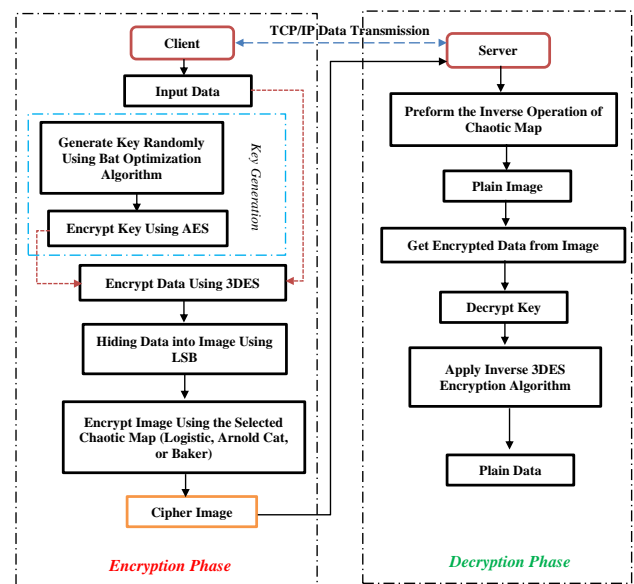 TCP/IP Data Transmission
Client
Input Data
Generate Key Randomly
Using Bat Optimization
Algorithm
Encrypt Key Using AES
Key Generation
Encrypt Data Using 3DES
Hiding Data into Image Using
LSB
Encrypt Image Using the Selected
Chaotic Map (Logistic, Arnold Cat,
or Baker)
Cipher Image
Encryption Phase
Server
Preform the Inverse Operation of
Chaotic Map
Plain Image
Get Encrypted Data from Image
Decrypt Key
Apply Inverse 3DES
Encryption Algorithm
Plain Data
Decryption Phase